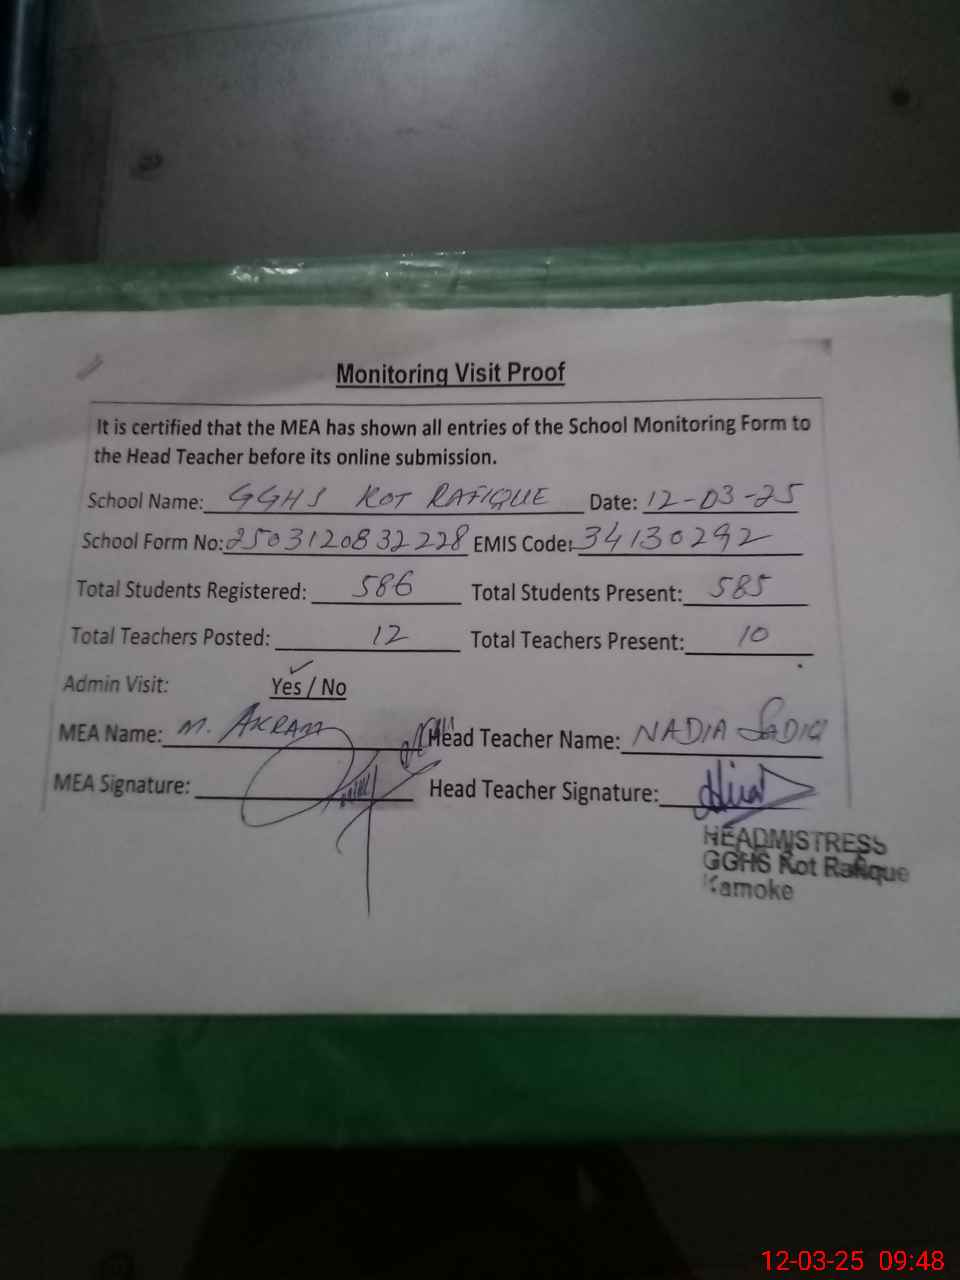 Monitoring Visit Proof
It is certified that the MEA has shown all entries of the School Monitoring Form to
the Head Teacher before its online submission.
School Name: GGHS KOT RAFIQUE Date: 12-03-25
School Form No: 250312083 2228 EMIS Code: 34130292
Total Students Registered: 586 Total Students Present: 585
Total Teachers Posted: 12 Total Teachers Present: 10
Admin Visit: Yes / No
MEA Name: M. AKRAM Head Teacher Name: NADIA SADIQ
MEA Signature: Head Teacher Signature:
HEADMISTRESS
GGHS Kot Rafique
Kamoke
12-03-25 09:48